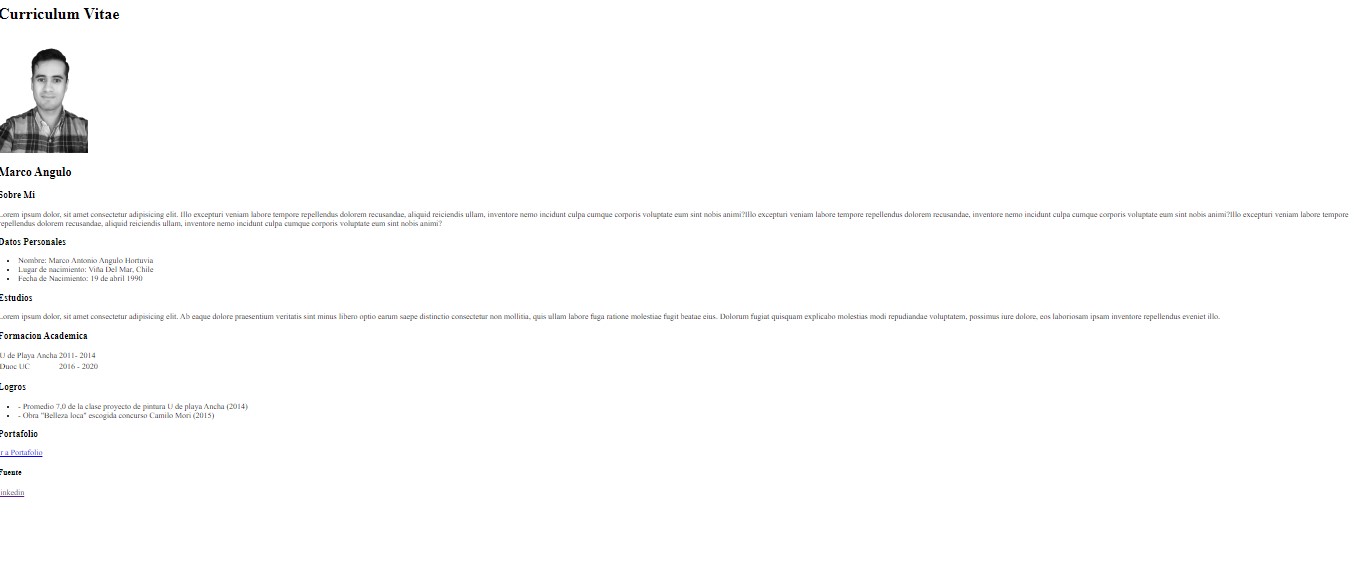 Curriculum Vitae
Marco Angulo
Sobre Mi
Lorem ipsum dolor, sit amet consectetur adipisicing elit. Illo excepturi veniam labore tempore repellendus dolorem recusandae, aliquid reiciendis ullam, inventore nemo incidunt culpa cumque corporis voluptate eum sint nobis animi?Illo excepturi veniam labore tempore repellendus dolorem recusandae, inventore nemo incidunt culpa cumque corporis voluptate eum sint nobis animi?Illo excepturi veniam labore tempore
repellendus dolorem recusandae, aliquid reiciendis ullam, inventore nemo incidunt culpa cumque corporis voluptate eum sint nobis animi?
Datos Personales
• Nombre: Marco Antonio Angulo Hortuvia
• Lugar de nacimiento: Viña Del Mar, Chile
• Fecha de Nacimiento: 19 de abril 1990
Estudios
Lorem ipsum dolor, sit amet consectetur adipisicing elit. Ab eaque dolore praesentium veritatis sint minus libero optio earum saepe distinctio consectetur non mollitia, quis ullam labore fuga ratione molestiae fugit beatae eius. Dolorum fugiat quisquam explicabo molestias modi repudiandae voluptatem, possimus iure dolore, eos laboriosam ipsam inventore repellendus eveniet illo.
Formacion Academica
U de Playa Ancha 2011- 2014
Duoc UC 2016 - 2020
Logros
• - Promedio 7,0 de la clase proyecto de pintura U de playa Ancha (2014)
• - Obra "Belleza loca" escogida concurso Camilo Mori (2015)
Portafolio
r a Portafolio
Fuente
inkedin